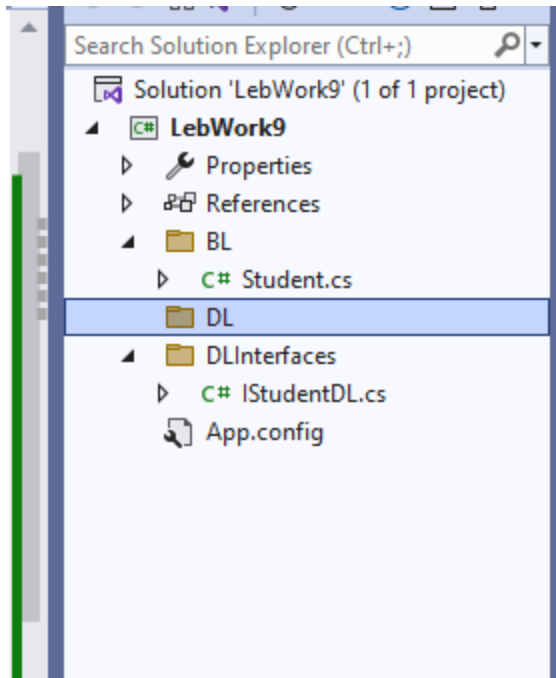 Search Solution Explorer (Ctrl+;)
Solution 'LebWork9' (1 of 1 project)
C# LebWork9
Properties
References
BL
C# Student.cs
DL
DLInterfaces
C# IStudentDL.cs
App.config